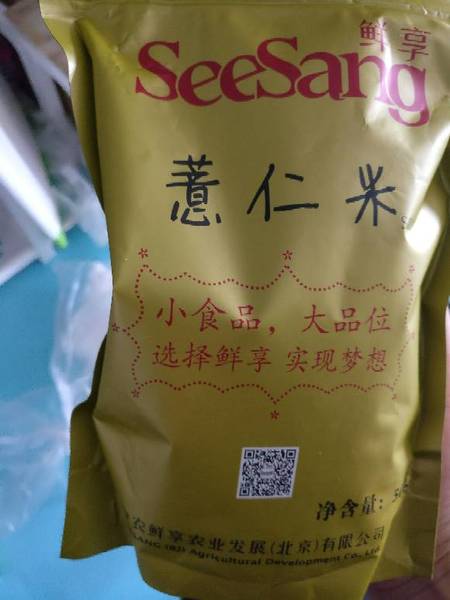 鲜享
SeeSang
薏仁米
小食品，大品位
选择鲜享 实现梦想
净含量：
农鲜享农业发展(北京)有限公司
(BJ) Agricultural Development Co., Ltd